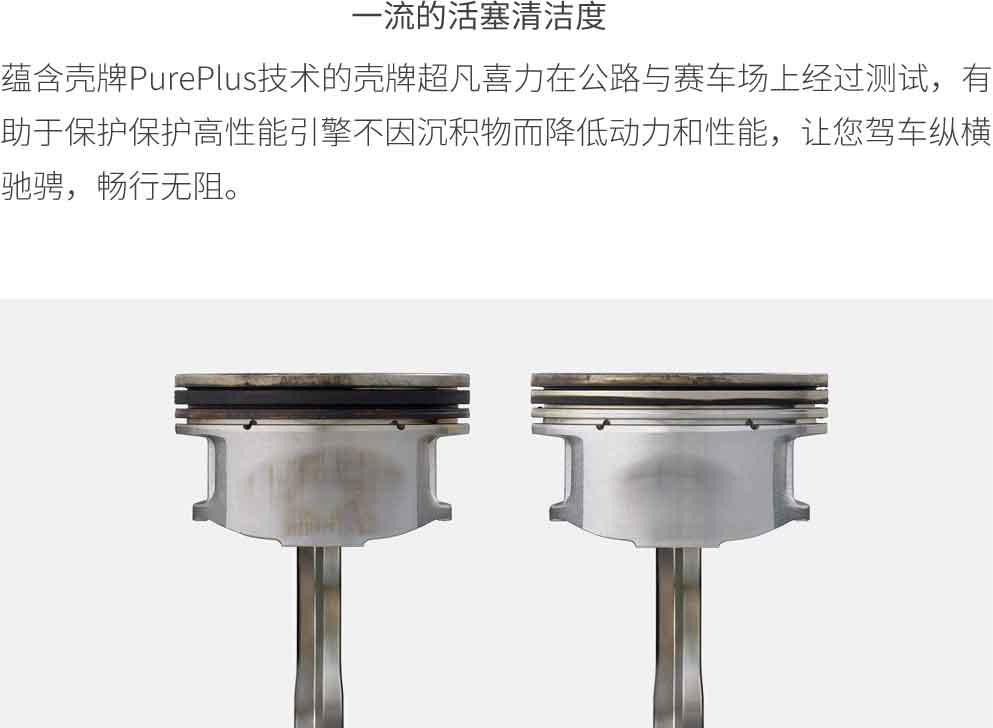 一流的活塞清洁度
蕴含壳牌PurePlus技术的壳牌超凡喜力在公路与赛车场上经过测试，有
助于保护保护高性能引擎不因沉积物而降低动力和性能，让您驾车纵横
驰骋，畅行无阻。